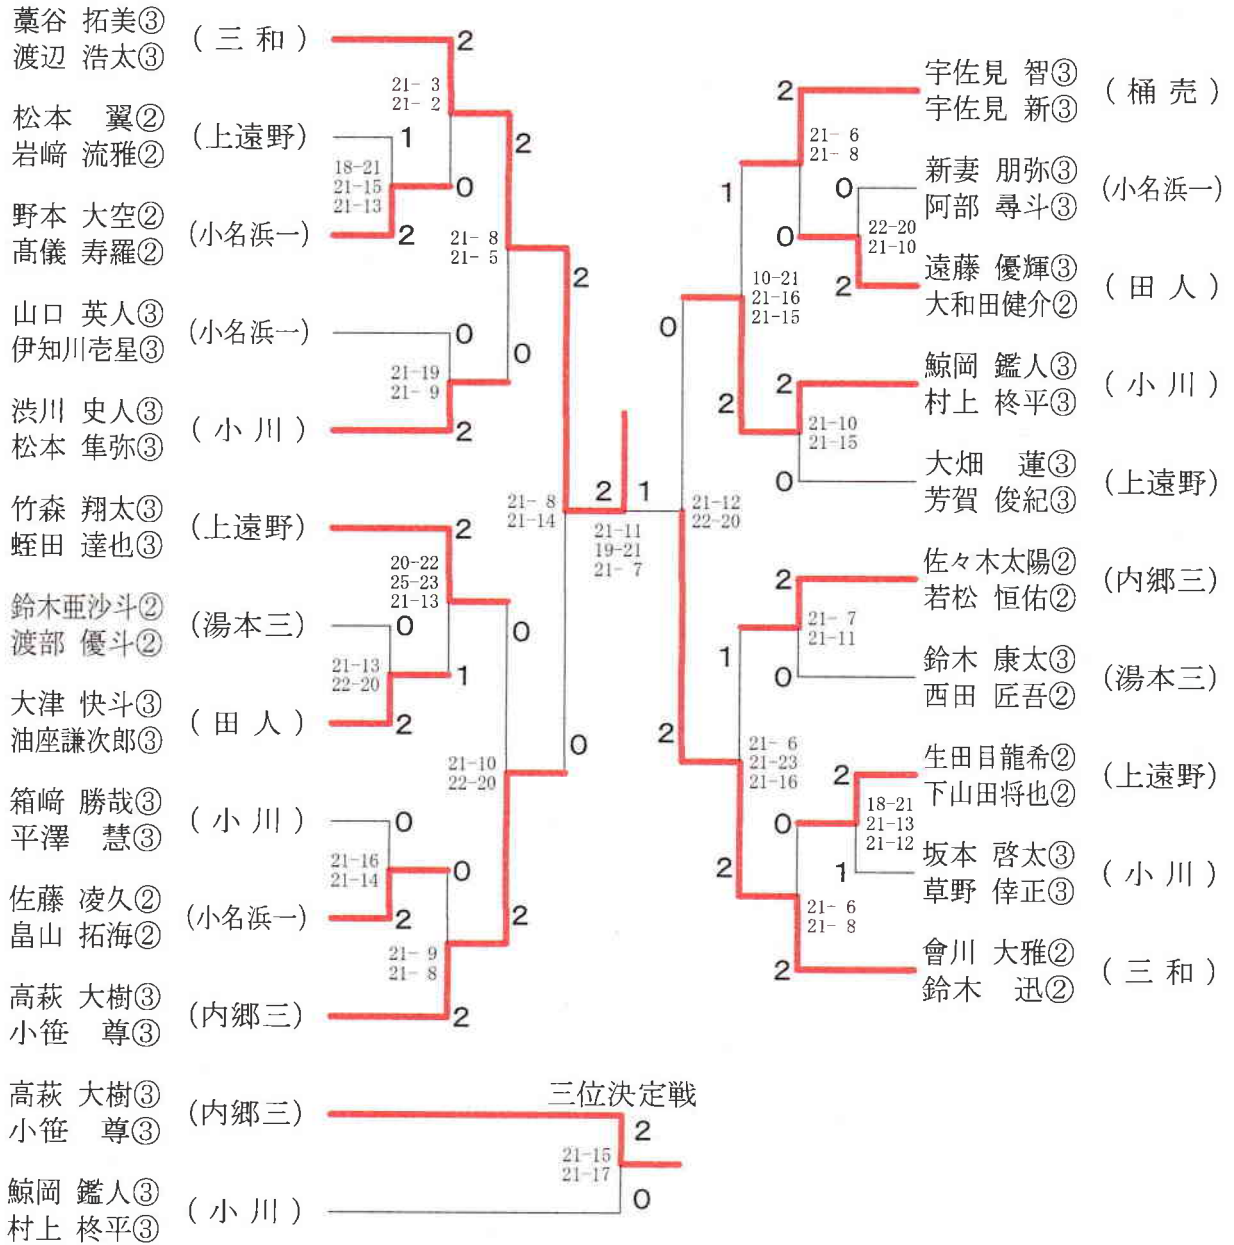 藁谷 拓美③
渡辺 浩太③
(三和)
2
21- 3
21- 2
松本 翼②
岩﨑 流雅②
(上遠野)
1
18-21
21-15
21-13
0
2
野本 大空②
髙儀 寿羅②
(小名浜一)
2
21- 8
21- 5
2
山口 英人③
伊知川壱星③
(小名浜一)
0
21-19
21- 9
0
渋川 史人③
松本 隼弥③
(小川)
2
竹森 翔太③
蛭田 達也③
(上遠野)
2
20-22
25-23
21-13
21- 8
21-14
鈴木亜沙斗②
渡部 優斗②
(湯本三)
0
21-13
22-20
0
1
大津 快斗③
油座謙次郎③
(田人)
2
21-10
22-20
0
箱﨑 勝哉③
平澤 慧③
(小川)
0
21-16
21-14
0
2
佐藤 凌久②
畠山 拓海②
(小名浜一)
2
21- 9
21- 8
高萩 大樹③
小笹 尊③
(内郷三)
2
2
1
21-11
19-21
21- 7
2
宇佐見 智③
宇佐見 新③
(桶売)
21- 6
21- 8
1
0
新妻 朋弥③
阿部 尋斗③
(小名浜一)
22-20
21-10
0
2
遠藤 優輝③
大和田健介②
(田人)
10-21
21-16
21-15
0
2
鯨岡 鑑人③
村上 柊平③
(小川)
2
21-10
21-15
0
大畑 蓮③
芳賀 俊紀③
(上遠野)
21-12
22-20
2
佐々木太陽②
若松 恒佑②
(内郷三)
21- 7
21-11
1
0
鈴木 康太③
西田 匠吾②
(湯本三)
2
21- 6
21-23
21-16
2
生田目龍希②
下山田将也②
(上遠野)
18-21
21-13
21-12
0
2
1
坂本 啓太③
草野 倖正③
(小川)
21- 6
21- 8
2
會川 大雅②
鈴木 迅②
(三和)
三位決定戦
高萩 大樹③
小笹 尊③
(内郷三)
2
21-15
21-17
0
鯨岡 鑑人③
村上 柊平③
(小川)